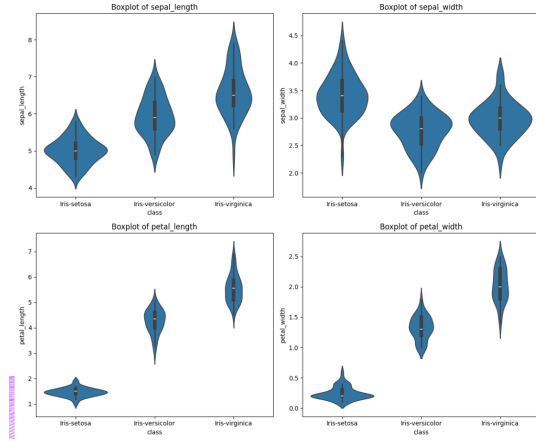 Boxplot of sepal_length
8
7
6
5
4
sepal_length
Iris-setosa
Iris-versicolor
Iris-virginica
class
Boxplot of sepal_width
4.5
4.0
3.5
3.0
2.5
2.0
sepal_width
Iris-setosa
Iris-versicolor
Iris-virginica
class
Boxplot of petal_length
7
6
5
4
3
2
1
petal_length
Iris-setosa
Iris-versicolor
Iris-virginica
class
Boxplot of petal_width
2.5
2.0
1.5
1.0
0.5
0.0
petal_width
Iris-setosa
Iris-versicolor
Iris-virginica
class